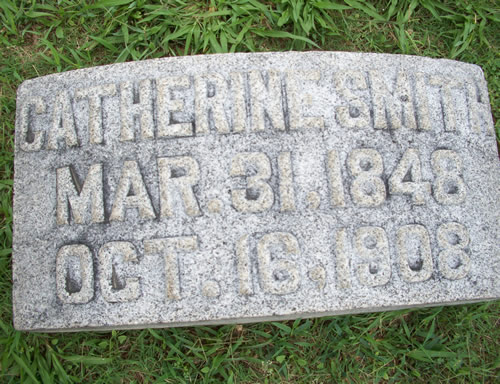 CATHERINE SMITH
MAR. 31. 1848
OCT. 16. 1908